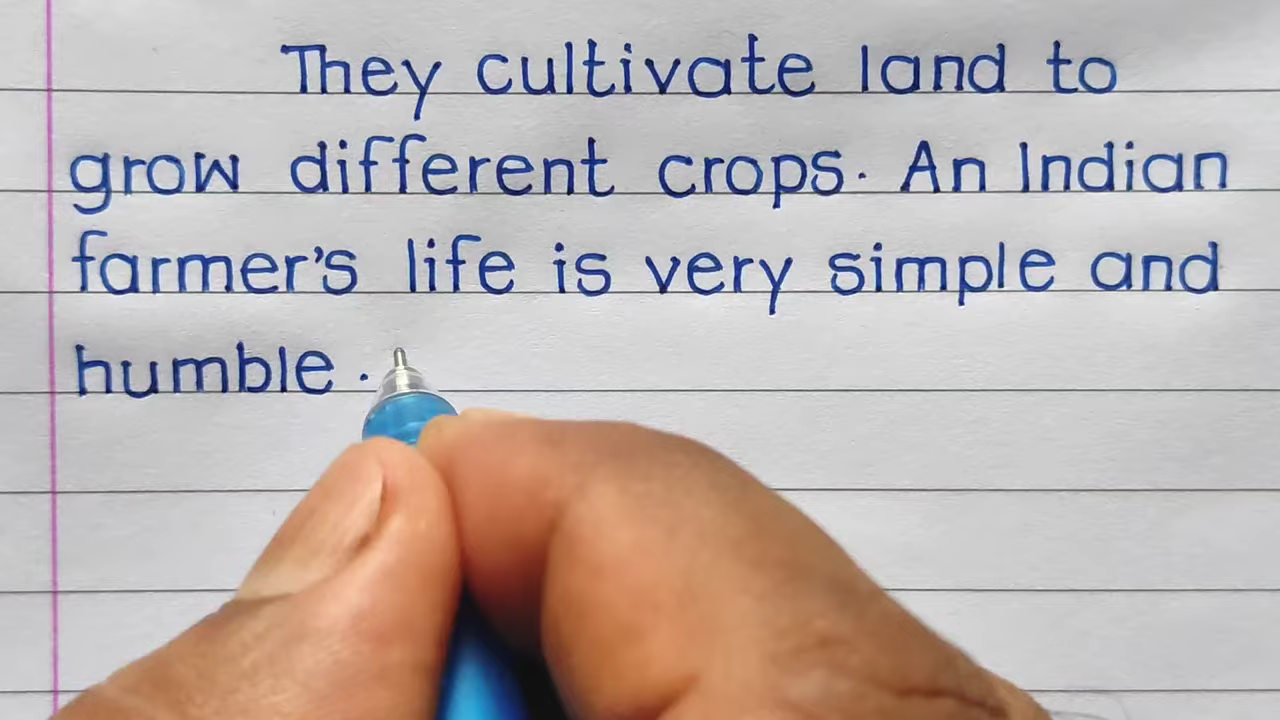 They cultivate land to
grow different crops. An Indian
farmer's life is very simple and
humble.